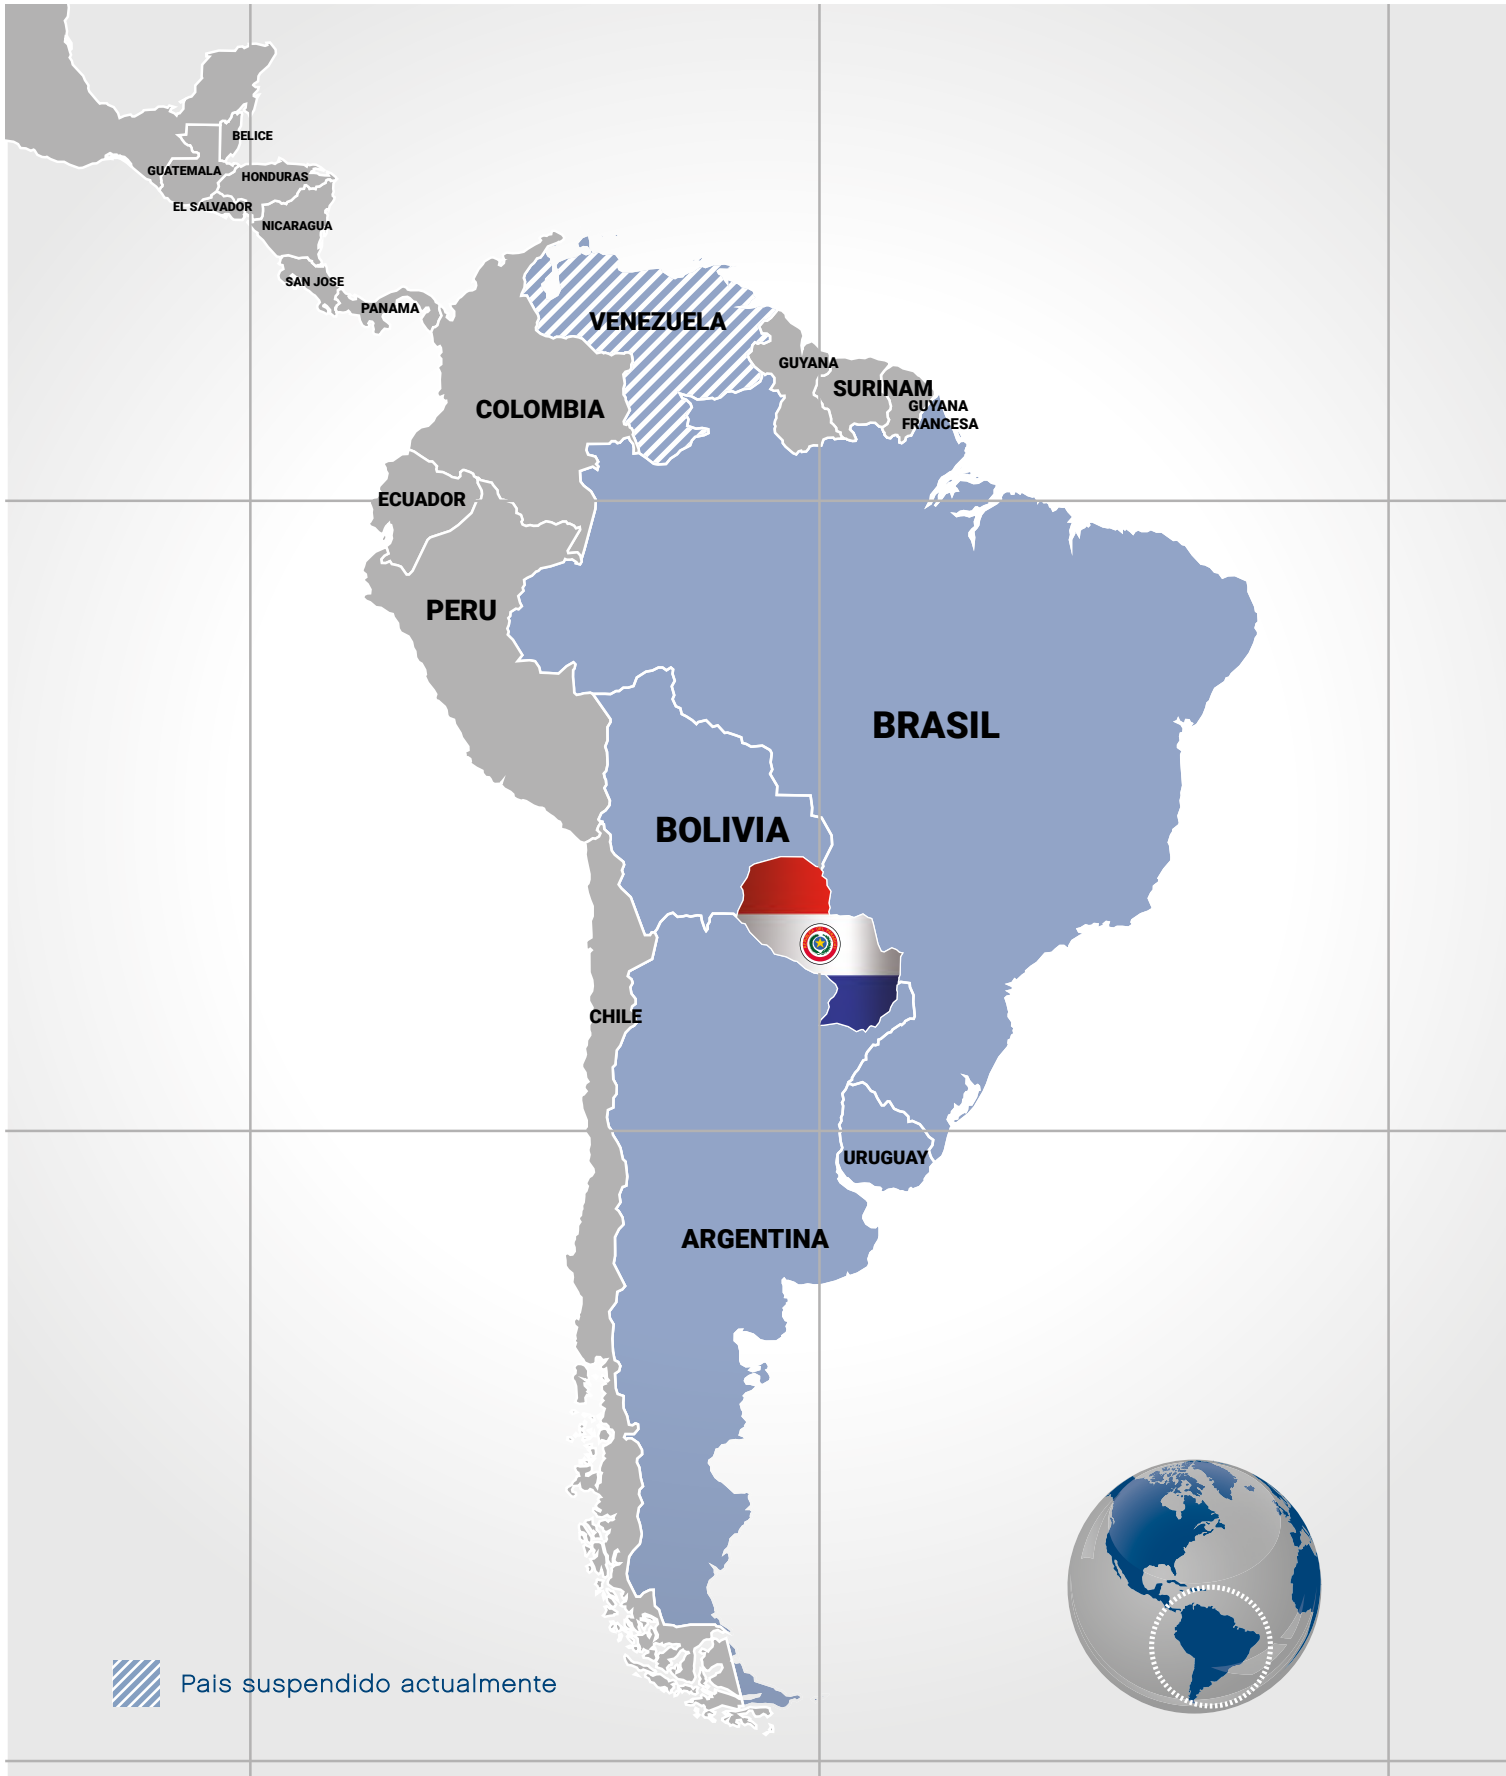 BELICE
GUATEMALA
HONDURAS
EL SALVADOR
NICARAGUA
SAN JOSE
PANAMA
VENEZUELA
GUYANA
SURINAM
GUYANA
FRANCESA
COLOMBIA
ECUADOR
PERU
BRASIL
BOLIVIA
CHILE
URUGUAY
ARGENTINA
Pais suspendido actualmente